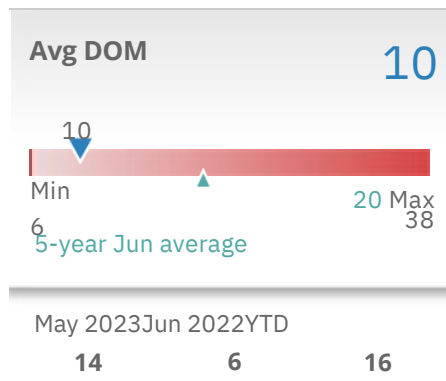 Avg DOM 10
10
Min 20 Max
6 38
5-year Jun average
May 2023Jun 2022YTD
14 6 16